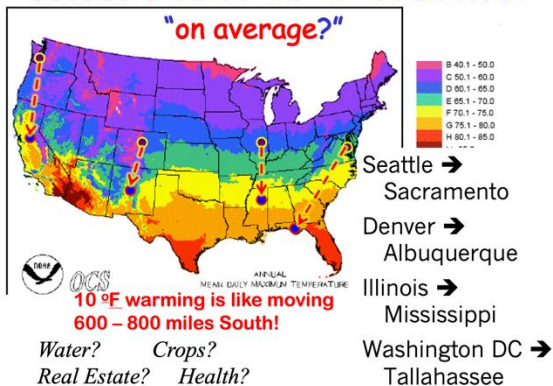 "on average?"
B 40.1 - 50.0
C 50.1 - 60.0
D 60.1 - 65.0
E 65.1 - 70.0
F 70.1 - 75.0
G 75.1 - 80.0
H 80.1 - 85.0
Seattle ➔
Sacramento
Denver ➔
Albuquerque
Illinois ➔
Mississippi
Washington DC ➔
Tallahassee
NOAA
OCS
ANNUAL
MEAN DAILY MAXIMUM TEMPERATURE
10 ºF warming is like moving
600 – 800 miles South!
Water? Crops?
Real Estate? Health?